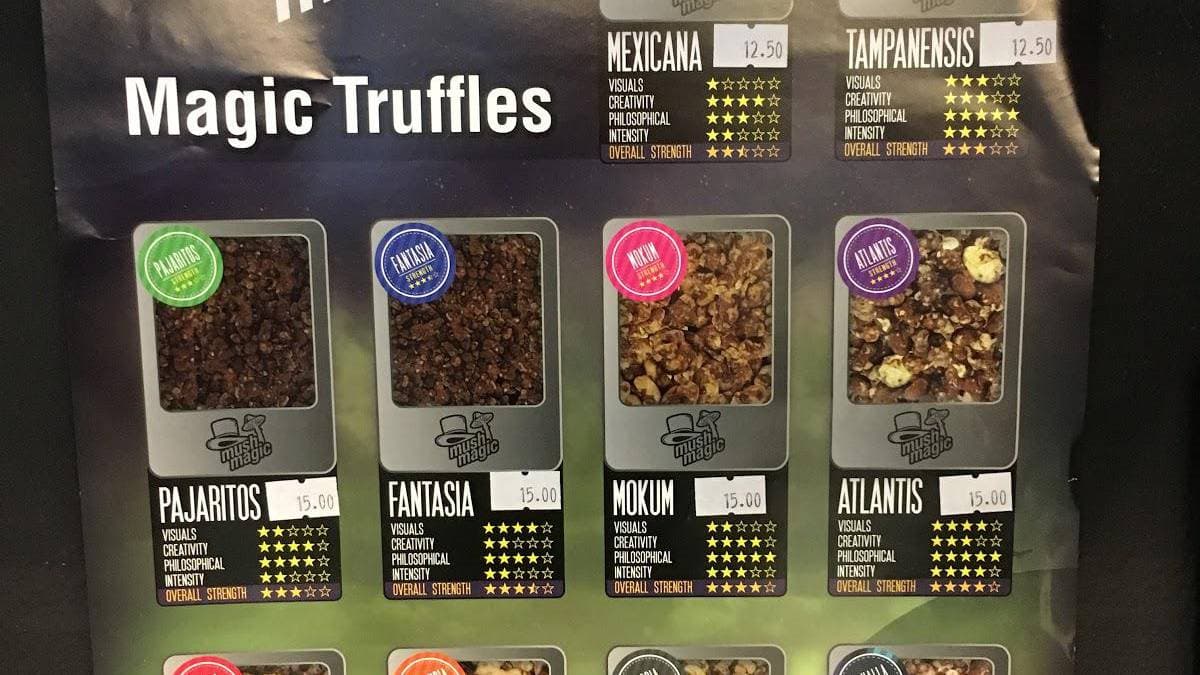 MEXICANA 12.50
VISUALS ★☆☆☆☆
CREATIVITY ★★★★☆
PHILOSOPHICAL ★★★☆☆
INTENSITY ★★☆☆☆
OVERALL STRENGTH
TAMPANENSIS 12.50
VISUALS ★★★☆☆
CREATIVITY ★★★☆☆
PHILOSOPHICAL ★★★★★
INTENSITY ★★★☆☆
OVERALL STRENGTH ★★★☆☆
Magic Truffles
PAJARITOS
STRENGTH
FANTASIA
STRENGTH
MOKUM
STRENGTH
ATLANTIS
STRENGTH
mush
magic
mush
magic
mush
magic
mush
magic
PAJARITOS 15.00
VISUALS ★★☆☆☆
CREATIVITY ★★★★☆
PHILOSOPHICAL ★★★★☆
INTENSITY ★★☆☆☆
OVERALL STRENGTH ★★★☆☆
FANTASIA 15.00
VISUALS ★★★★☆
CREATIVITY ★★☆☆☆
PHILOSOPHICAL ★★★★☆
INTENSITY ★★☆☆☆
OVERALL STRENGTH
MOKUM 15.00
VISUALS ★★☆☆☆
CREATIVITY ★★★★☆
PHILOSOPHICAL ★★★★☆
INTENSITY ★★★★☆
OVERALL STRENGTH ★★★★☆
ATLANTIS 15.00
VISUALS ★★★★☆
CREATIVITY ★★★☆☆
PHILOSOPHICAL ★★★★★
INTENSITY ★★★☆☆
OVERALL STRENGTH ★★★★☆